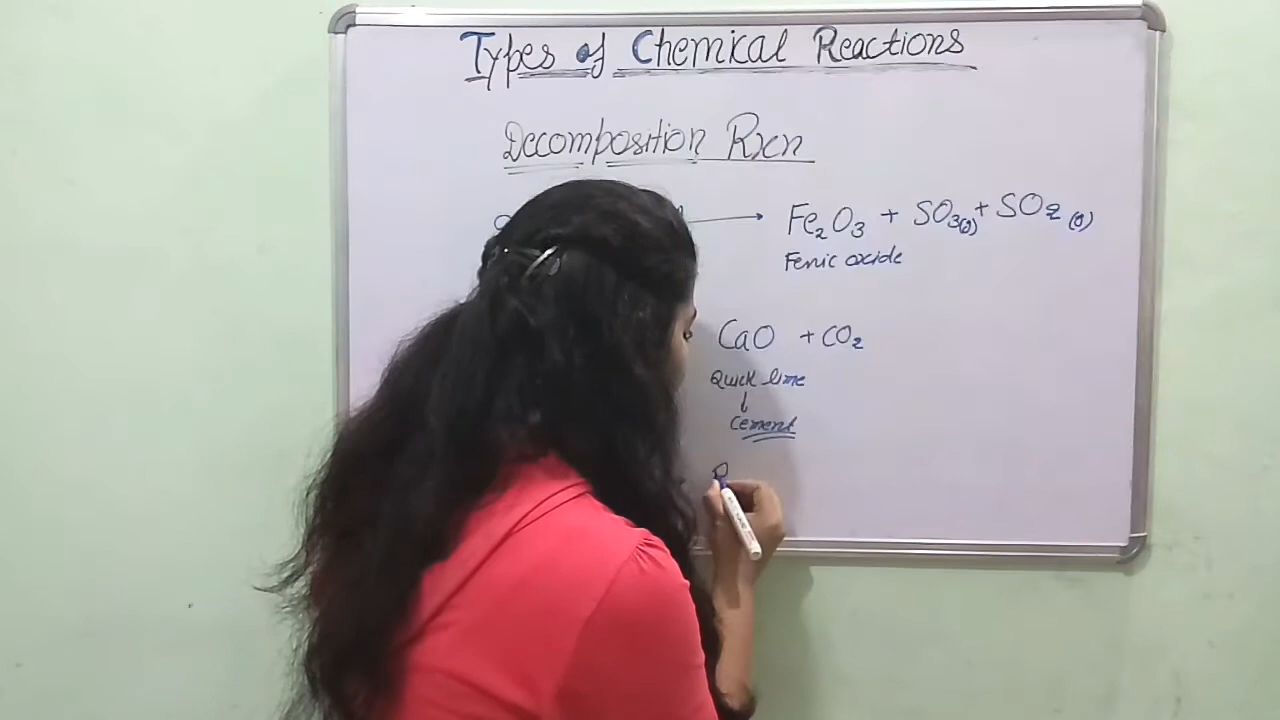 Types of Chemical Reactions
Decomposition Rxn
Fe₂O₃ + SO₃(g) + SO₂ (g)
Ferric oxide
CaO + CO₂
Quick lime
↓
Cement